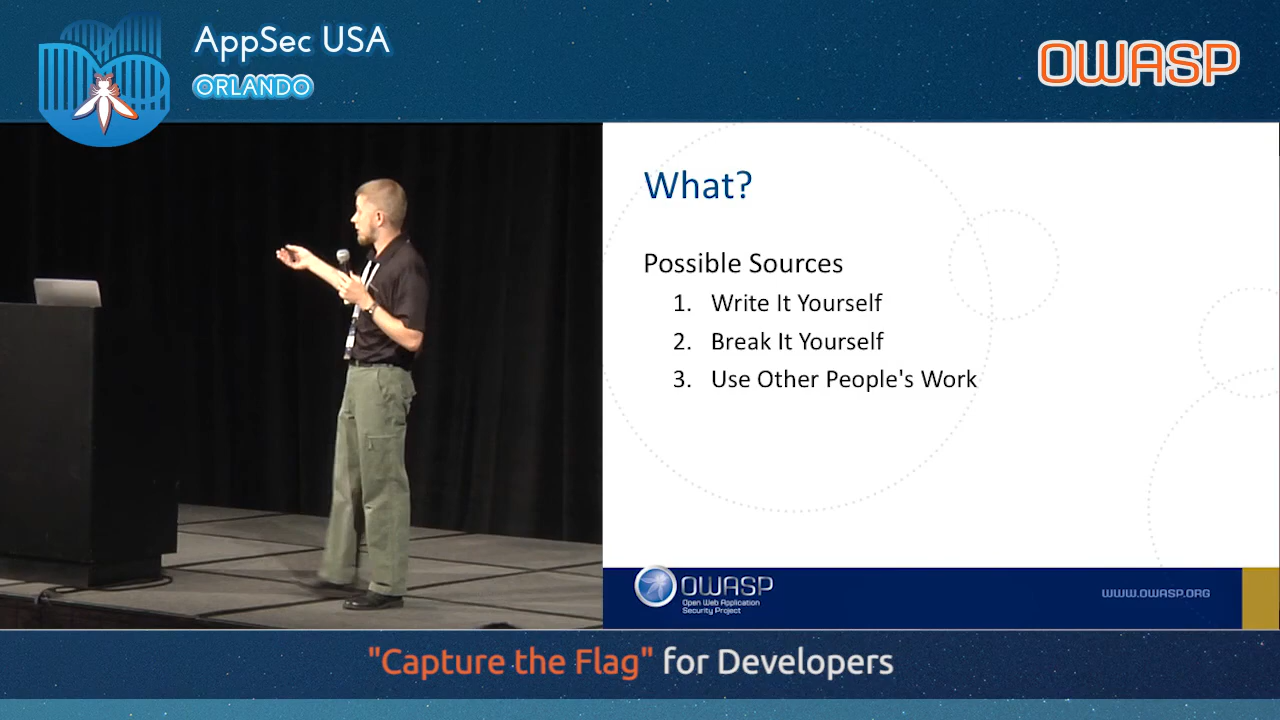 AppSec USA
ORLANDO
OWASP
What?
Possible Sources
1. Write It Yourself
2. Break It Yourself
3. Use Other People's Work
OWASP
Open Web Application
Security Project
WWW.OWASP.ORG
"Capture the Flag" for Developers